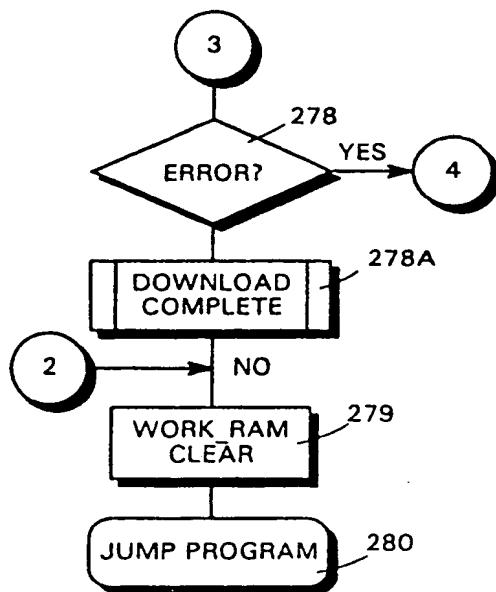 3
278
ERROR?
YES
4
278A
DOWNLOAD
COMPLETE
2
NO
279
WORK_RAM
CLEAR
JUMP PROGRAM
280